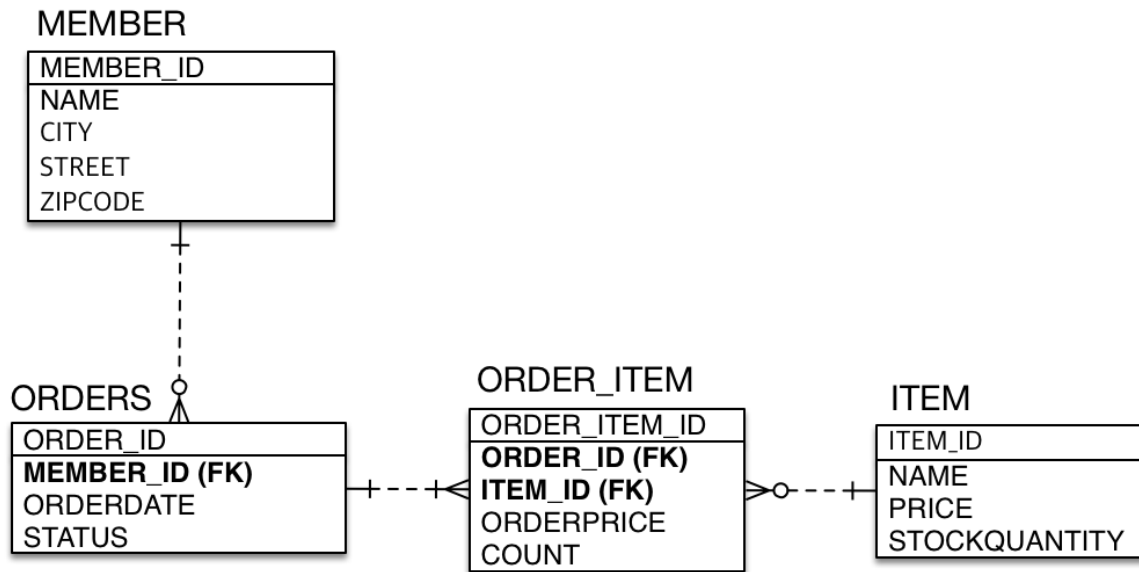 MEMBER
MEMBER_ID
NAME
CITY
STREET
ZIPCODE
ORDERS
ORDER_ID
MEMBER_ID (FK)
ORDERDATE
STATUS
ORDER_ITEM
ORDER_ITEM_ID
ORDER_ID (FK)
ITEM_ID (FK)
ORDERPRICE
COUNT
ITEM
ITEM_ID
NAME
PRICE
STOCKQUANTITY